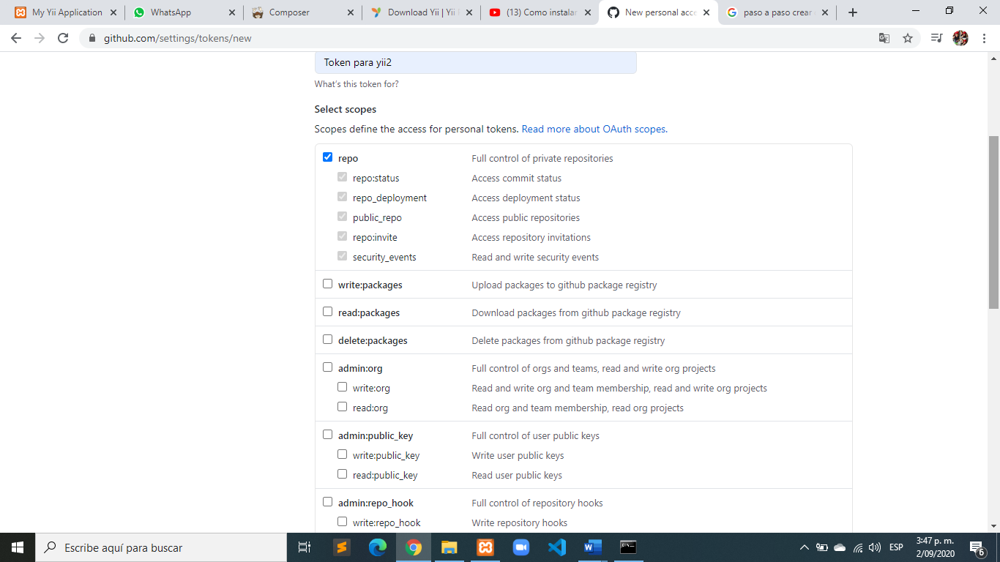 My Yii Application
WhatsApp
Composer
Download Yii | Yii
(13) Como instalar
New personal acce
paso a paso crear
github.com/settings/tokens/new
Token para yii2
What's this token for?
Select scopes
Scopes define the access for personal tokens. Read more about OAuth scopes.
repo Full control of private repositories
repo:status Access commit status
repo_deployment Access deployment status
public_repo Access public repositories
repo:invite Access repository invitations
security_events Read and write security events
write:packages Upload packages to github package registry
read:packages Download packages from github package registry
delete:packages Delete packages from github package registry
admin:org Full control of orgs and teams, read and write org projects
write:org Read and write org and team membership, read and write org projects
read:org Read org and team membership, read org projects
admin:public_key Full control of user public keys
write:public_key Write user public keys
read:public_key Read user public keys
admin:repo_hook Full control of repository hooks
write:repo_hook Write repository hooks
Escribe aquí para buscar
ESP
3:47 p. m.
2/09/2020
6